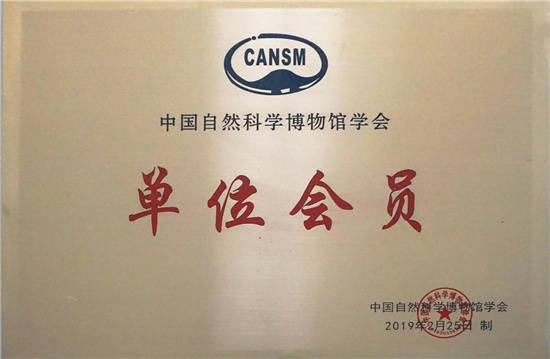 CANSM
中国自然科学博物馆学会
单位会员
中国自然科学博物馆学会
2019年2月25日 制